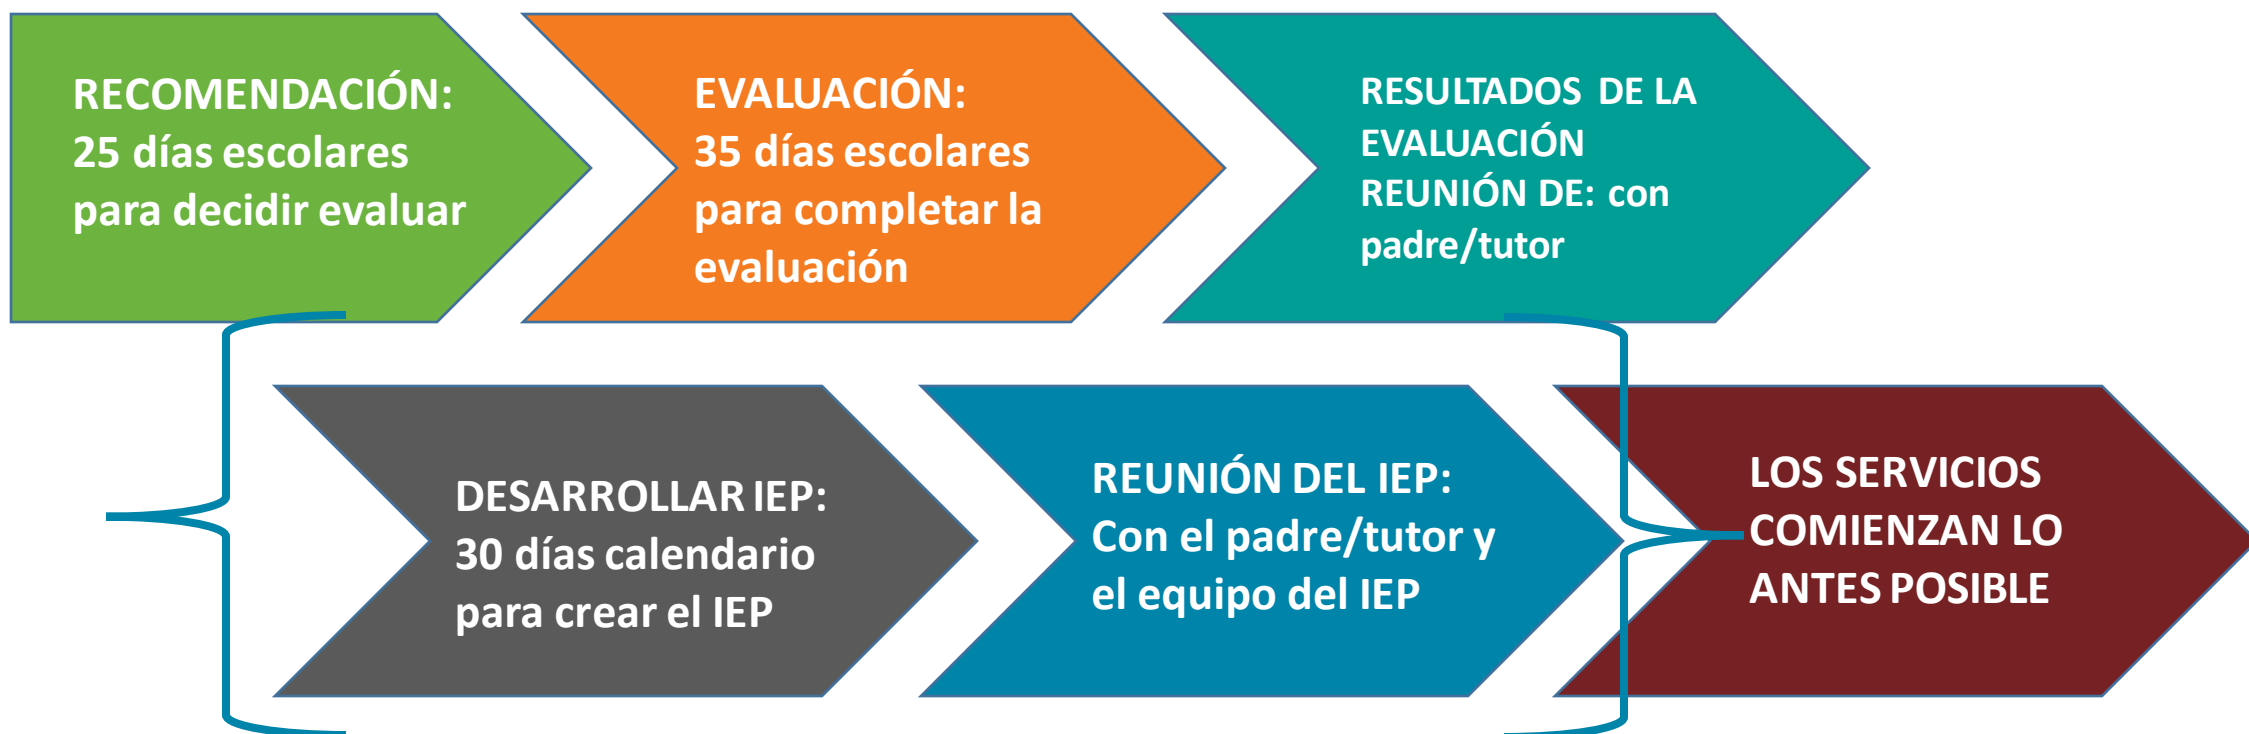 RECOMENDACIÓN:
25 días escolares
para decidir evaluar
EVALUACIÓN:
35 días escolares
para completar la
evaluación
RESULTADOS DE LA
EVALUACIÓN
REUNIÓN DE: con
padre/tutor
DESARROLLAR IEP:
30 días calendario
para crear el IEP
REUNIÓN DEL IEP:
Con el padre/tutor y
el equipo del IEP
LOS SERVICIOS
COMIENZAN LO
ANTES POSIBLE